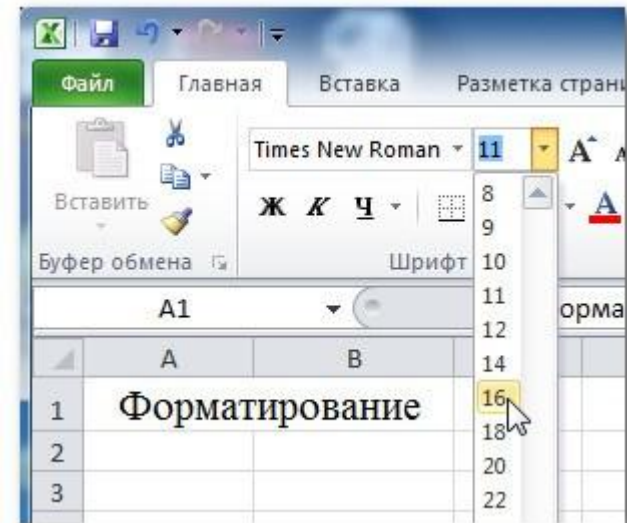 Файл Главная Вставка Разметка страни
Times New Roman 11 A A
Вставить
Ж К Ч A
Буфер обмена Шрифт
8
9
10
11
12
14
16
18
20
22
A1 орма
A B
1 Форматирование
2
3